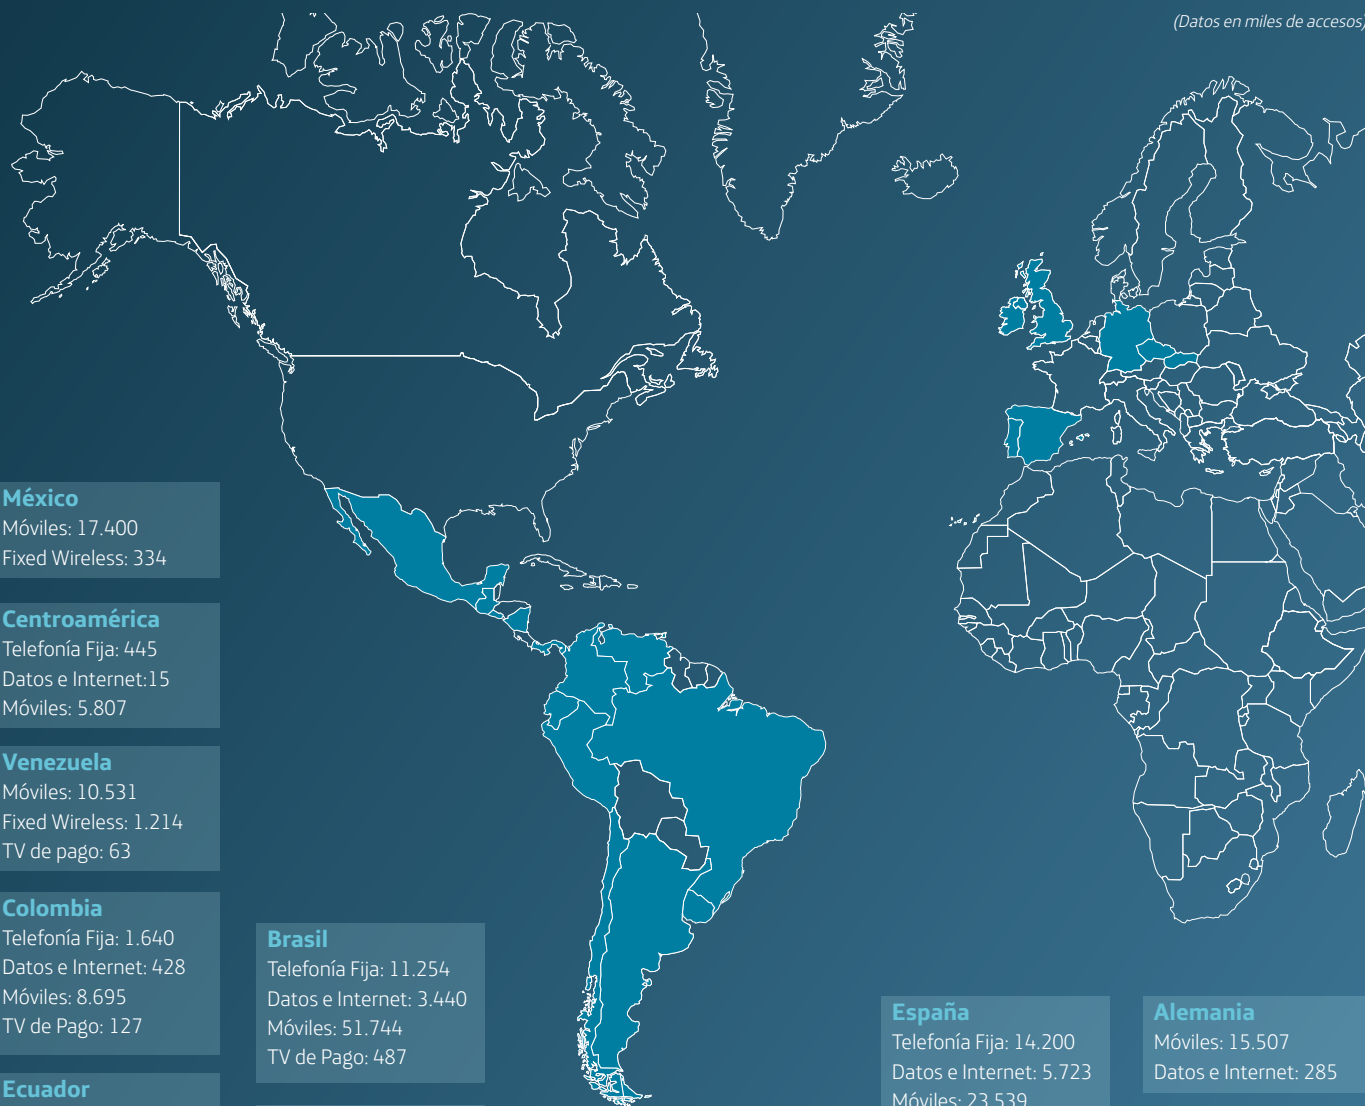 (Datos en miles de accesos)
México
Móviles: 17.400
Fixed Wireless: 334
Centroamérica
Telefonía Fija: 445
Datos e Internet:15
Móviles: 5.807
Venezuela
Móviles: 10.531
Fixed Wireless: 1.214
TV de pago: 63
Colombia
Telefonía Fija: 1.640
Datos e Internet: 428
Móviles: 8.695
TV de Pago: 127
Ecuador
Brasil
Telefonía Fija: 11.254
Datos e Internet: 3.440
Móviles: 51.744
TV de Pago: 487
España
Telefonía Fija: 14.200
Datos e Internet: 5.723
Móviles: 23.539
Alemania
Móviles: 15.507
Datos e Internet: 285